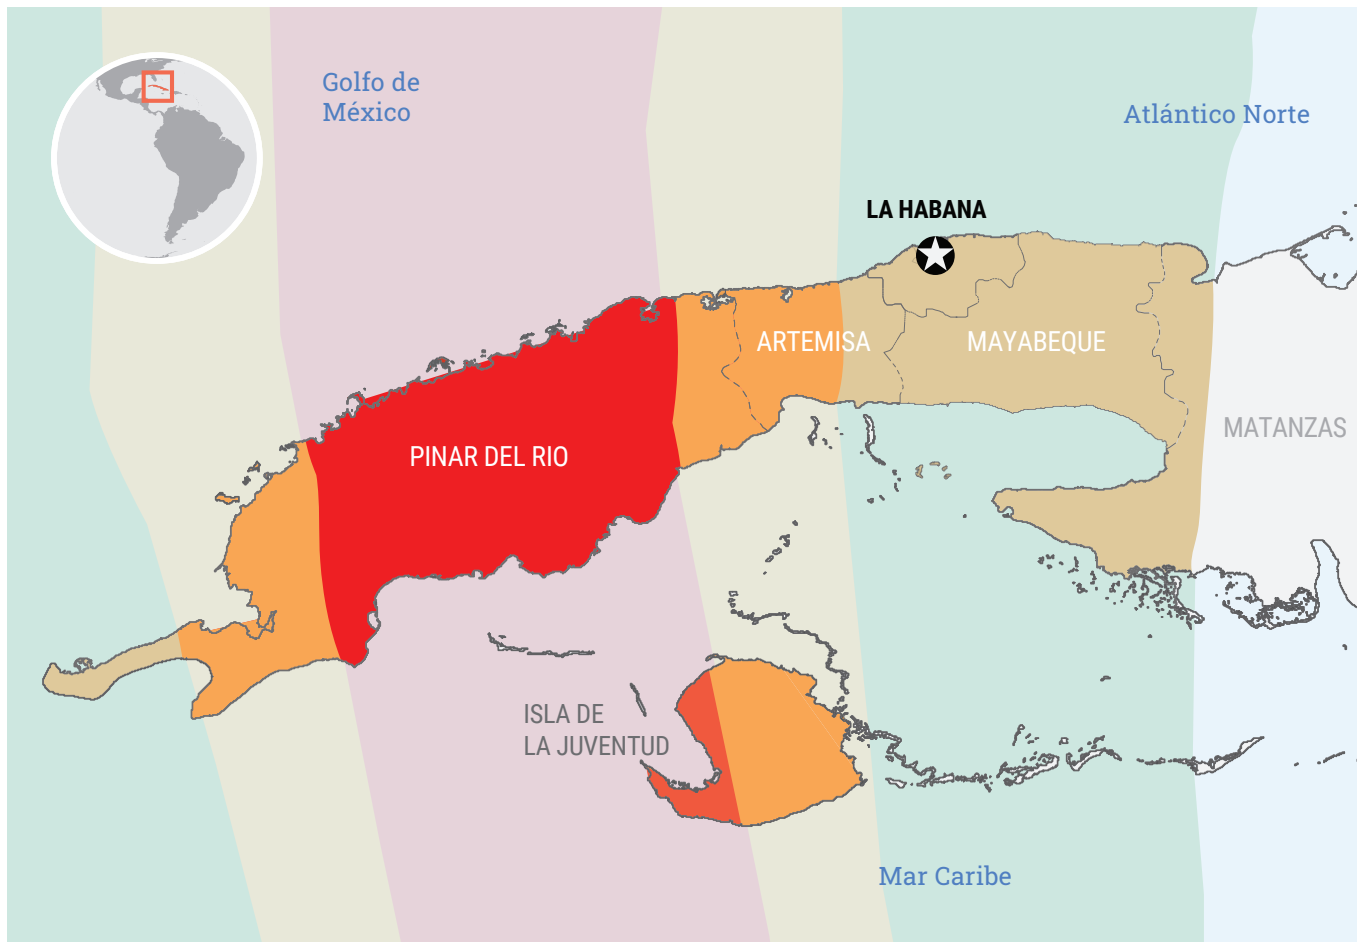 Golfo de
México
Atlántico Norte
LA HABANA
ARTEMISA
MAYABEQUE
MATANZAS
PINAR DEL RIO
ISLA DE
LA JUVENTUD
Mar Caribe